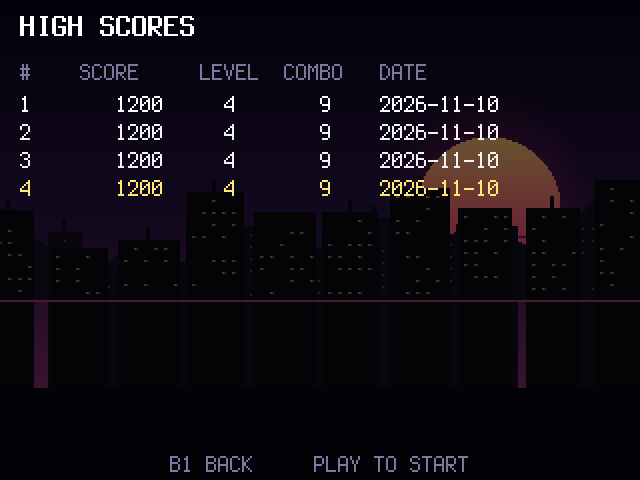 HIGH SCORES
# SCORE LEVEL COMBO DATE
1 1200 4 9 2026-11-10
2 1200 4 9 2026-11-10
3 1200 4 9 2026-11-10
4 1200 4 9 2026-11-10
B1 BACK PLAY TO START